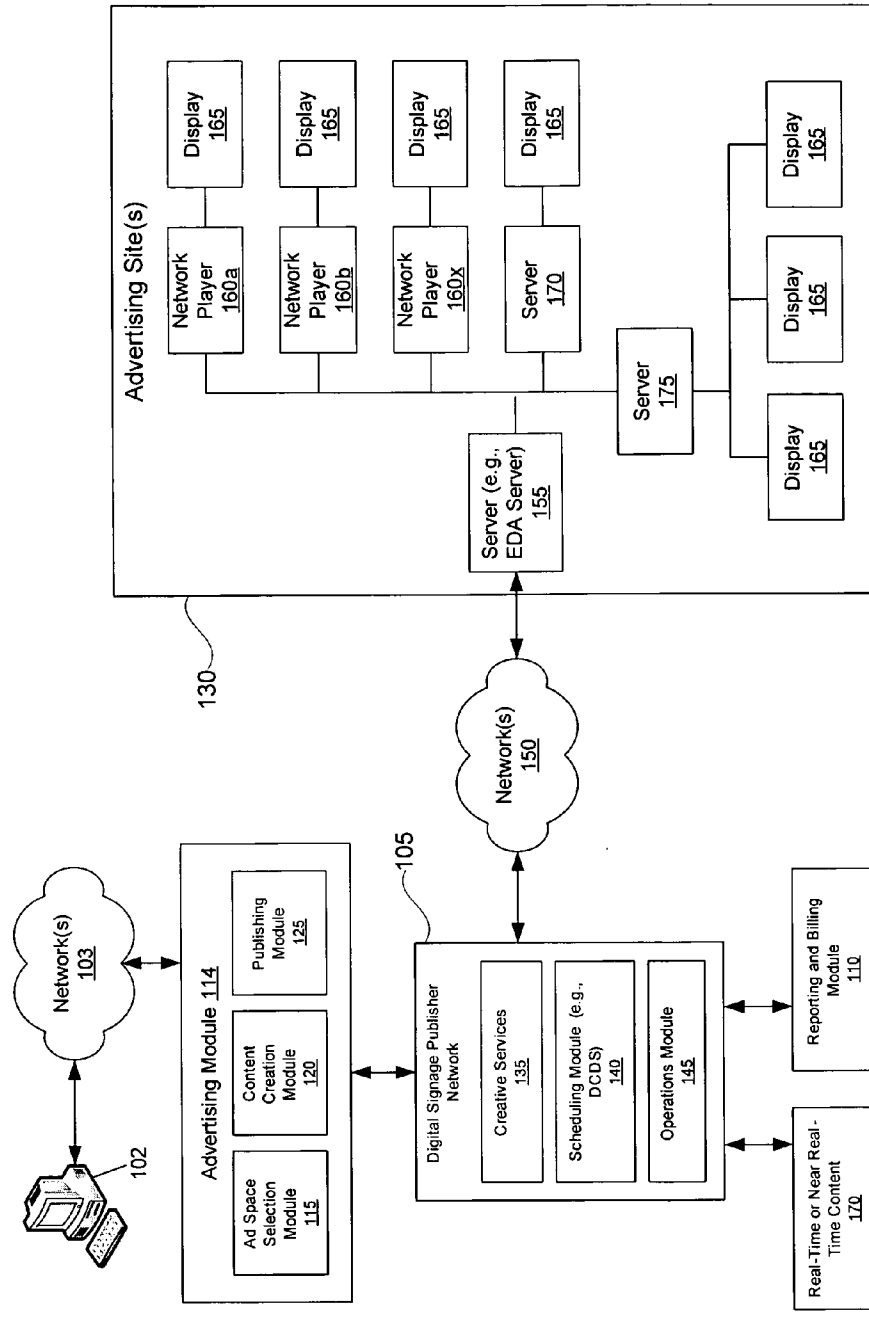 102
Network(s)
103
Advertising Module 114
Ad Space
Selection
Module
115
Content
Creation
Module
120
Publishing
Module
125
105
Digital Signage Publisher
Network
Creative Services
135
Scheduling Module (e.g.,
DCDS)
140
Operations Module
145
Real-Time or Near Real-
Time Content
170
Reporting and Billing
Module
110
Network(s)
150
130
Advertising Site(s)
Server (e.g.,
EDA Server)
155
Network
Player
160a
Display
165
Network
Player
160b
Display
165
Network
Player
160x
Display
165
Server
170
Display
165
Server
175
Display
165
Display
165
Display
165